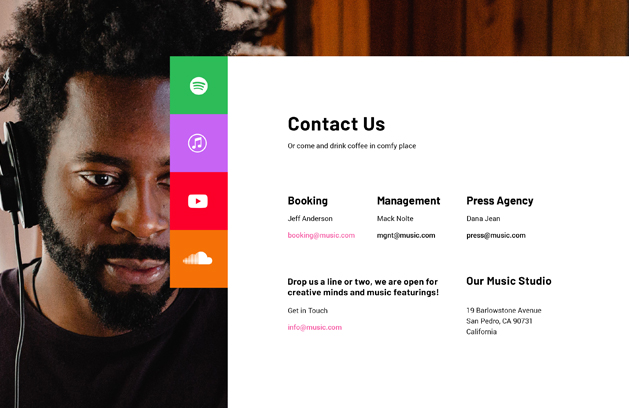 Contact Us
Or come and drink coffee in comfy place
Booking
Jeff Anderson
booking@music.com
Management
Mack Nolte
mgnt@music.com
Press Agency
Dana Jean
press@music.com
Drop us a line or two, we are open for
creative minds and music featurings!
Get in Touch
info@music.com
Our Music Studio
19 Barlowstone Avenue
San Pedro, CA 90731
California